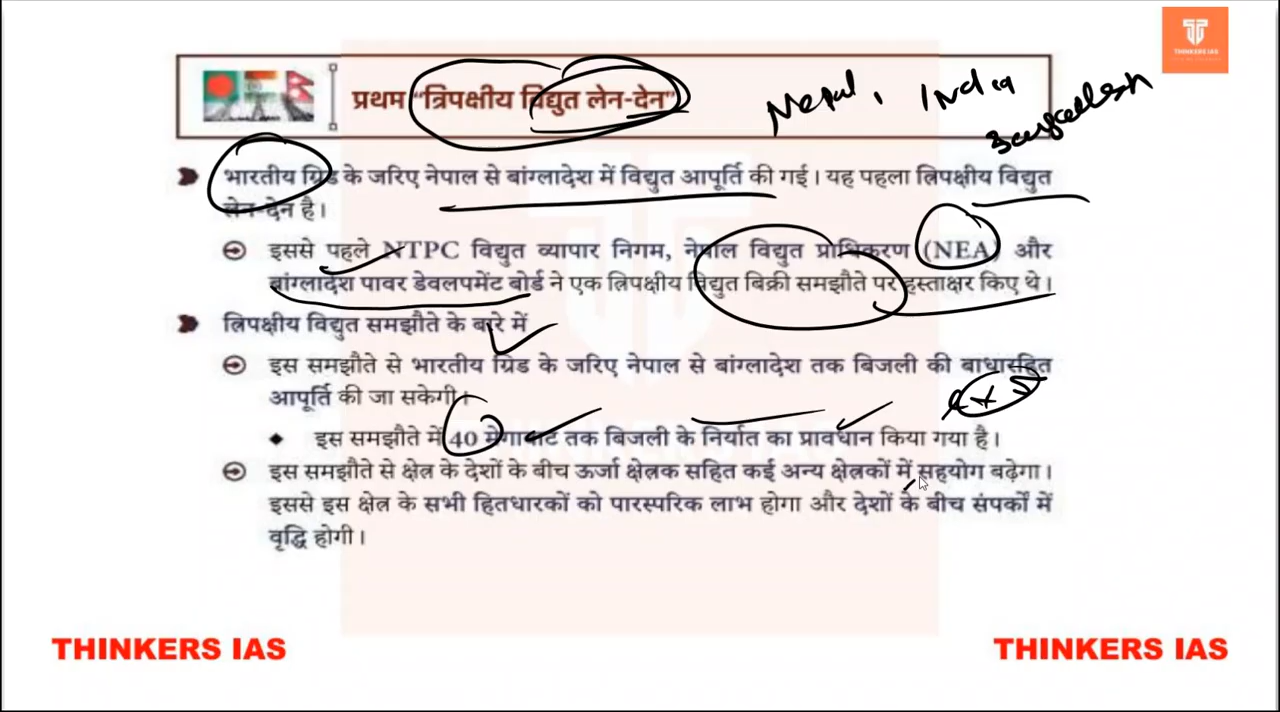 THINKERS IAS
प्रथम “त्रिपक्षीय विद्युत लेन-देन”
Nepal, India
Bangladesh
भारतीय ग्रिड के जरिए नेपाल से बांग्लादेश में विद्युत आपूर्ति की गई। यह पहला त्रिपक्षीय विद्युत
लेन-देन है।
इससे पहले NTPC विद्युत व्यापार निगम, नेपाल विद्युत प्राधिकरण (NEA) और
बांग्लादेश पावर डेवलपमेंट बोर्ड ने एक त्रिपक्षीय विद्युत बिक्री समझौते पर हस्ताक्षर किए थे।
त्रिपक्षीय विद्युत समझौते के बारे में
इस समझौते से भारतीय ग्रिड के जरिए नेपाल से बांग्लादेश तक बिजली की बाधारहित
आपूर्ति की जा सकेगी।
इस समझौते में 40 मेगावाट तक बिजली के निर्यात का प्रावधान किया गया है।
इस समझौते से क्षेत्र के देशों के बीच ऊर्जा क्षेत्रक सहित कई अन्य क्षेत्रकों में सहयोग बढ़ेगा।
इससे इस क्षेत्र के सभी हितधारकों को पारस्परिक लाभ होगा और देशों के बीच संपर्कों में
वृद्धि होगी।
THINKERS IAS
THINKERS IAS